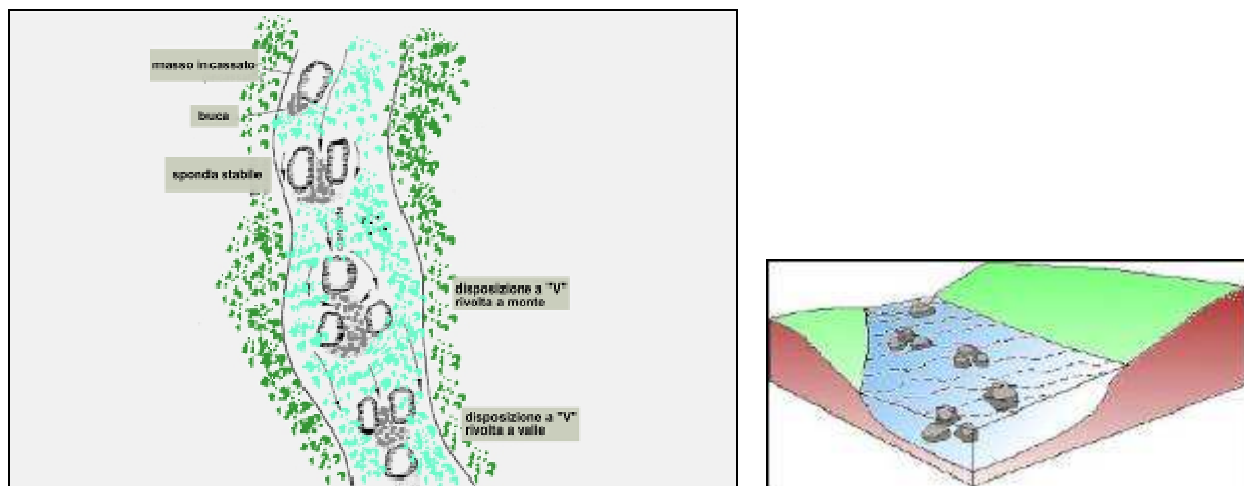 masso incassato
buca
sponda stabile
disposizione a "V"
rivolta a monte
disposizione a "V"
rivolta a valle